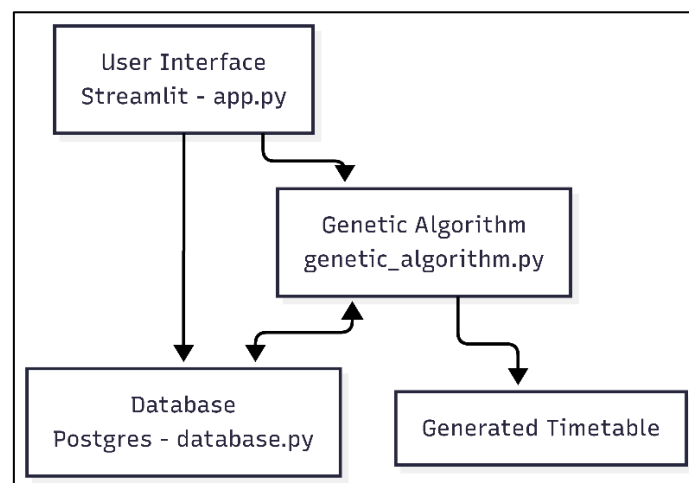 User Interface
Streamlit - app.py
Genetic Algorithm
genetic_algorithm.py
Database
Postgres - database.py
Generated Timetable